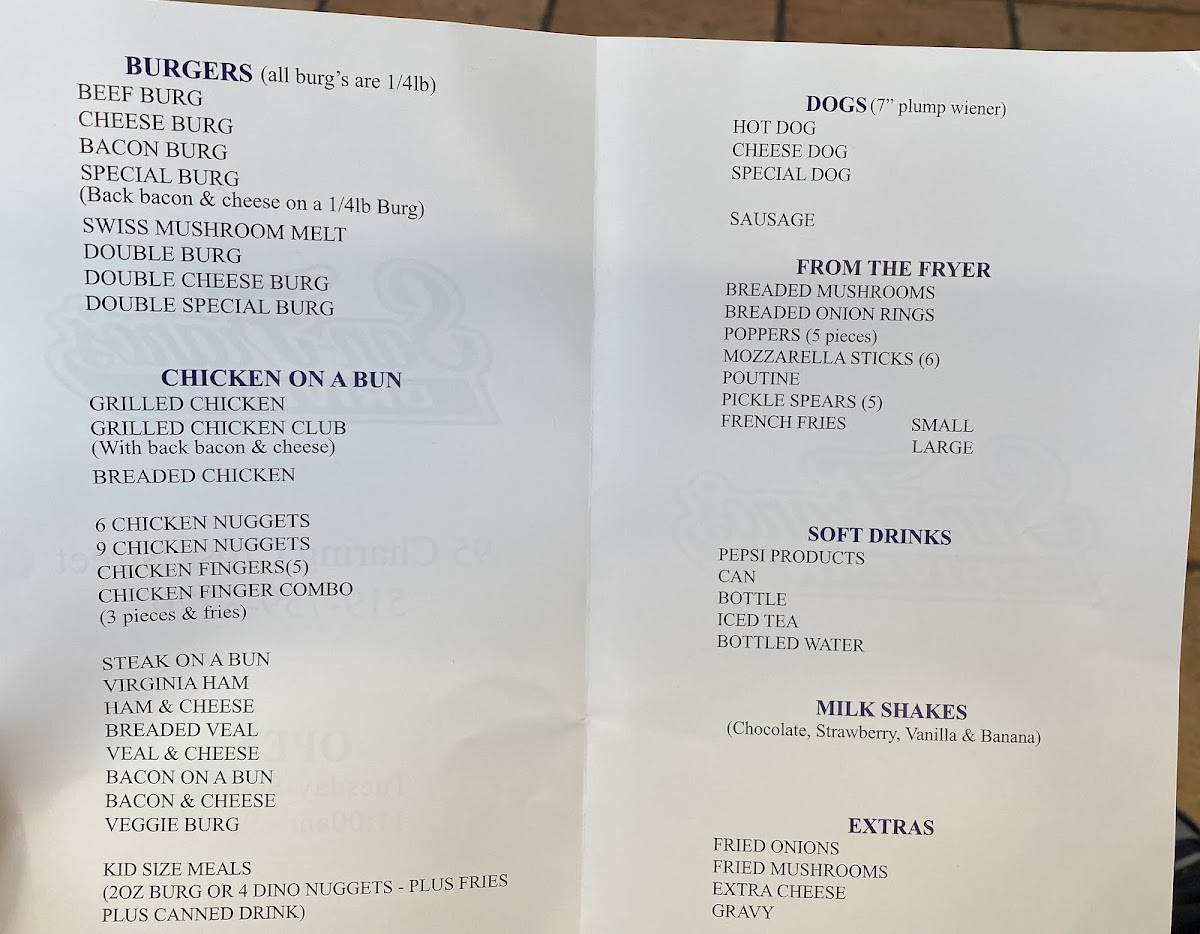 BURGERS (all burg's are 1/4lb)
BEEF BURG
CHEESE BURG
BACON BURG
SPECIAL BURG
(Back bacon & cheese on a 1/4lb Burg)
SWISS MUSHROOM MELT
DOUBLE BURG
DOUBLE CHEESE BURG
DOUBLE SPECIAL BURG
CHICKEN ON A BUN
GRILLED CHICKEN
GRILLED CHICKEN CLUB
(With back bacon & cheese)
BREADED CHICKEN
6 CHICKEN NUGGETS
9 CHICKEN NUGGETS
CHICKEN FINGERS(5)
CHICKEN FINGER COMBO
(3 pieces & fries)
STEAK ON A BUN
VIRGINIA HAM
HAM & CHEESE
BREADED VEAL
VEAL & CHEESE
BACON ON A BUN
BACON & CHEESE
VEGGIE BURG
KID SIZE MEALS
(2OZ BURG OR 4 DINO NUGGETS - PLUS FRIES
PLUS CANNED DRINK)
DOGS (7" plump wiener)
HOT DOG
CHEESE DOG
SPECIAL DOG
SAUSAGE
FROM THE FRYER
BREADED MUSHROOMS
BREADED ONION RINGS
POPPERS (5 pieces)
MOZZARELLA STICKS (6)
POUTINE
PICKLE SPEARS (5)
FRENCH FRIES SMALL
LARGE
SOFT DRINKS
PEPSI PRODUCTS
CAN
BOTTLE
ICED TEA
BOTTLED WATER
MILK SHAKES
(Chocolate, Strawberry, Vanilla & Banana)
EXTRAS
FRIED ONIONS
FRIED MUSHROOMS
EXTRA CHEESE
GRAVY